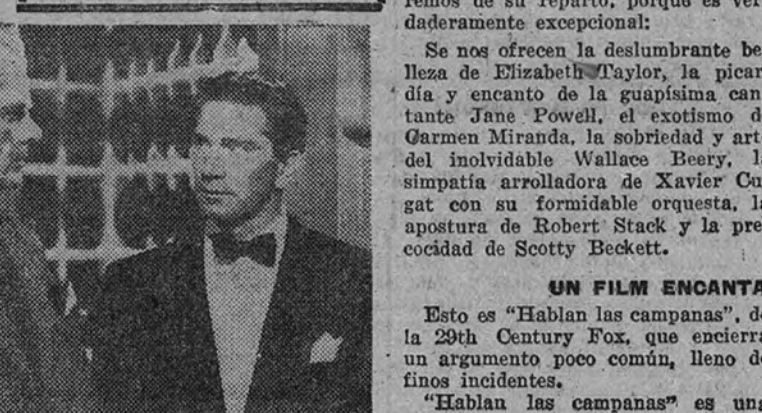 remos de su reparto, porque es ver-
daderamente excepcional:
Se nos ofrecen la deslumbrante be-
lleza de Elizabeth Taylor, la picar
día y encanto de la guapísima can
tante Jane Powell, el exotismo d
Carmen Miranda, la sobriedad y art
del inolvidable Wallace Beery, l
simpatía arrolladora de Xavier Cu
gat con su formidable orquesta, l
apostura de Robert Stack y la pre
cocidad de Scotty Beckett.
UN FILM ENCANTA
Esto es "Hablan las campanas", d
la 29th Century Fox, que encierr
un argumento poco común, lleno d
finos incidentes.
"Hablan las campanas" es una